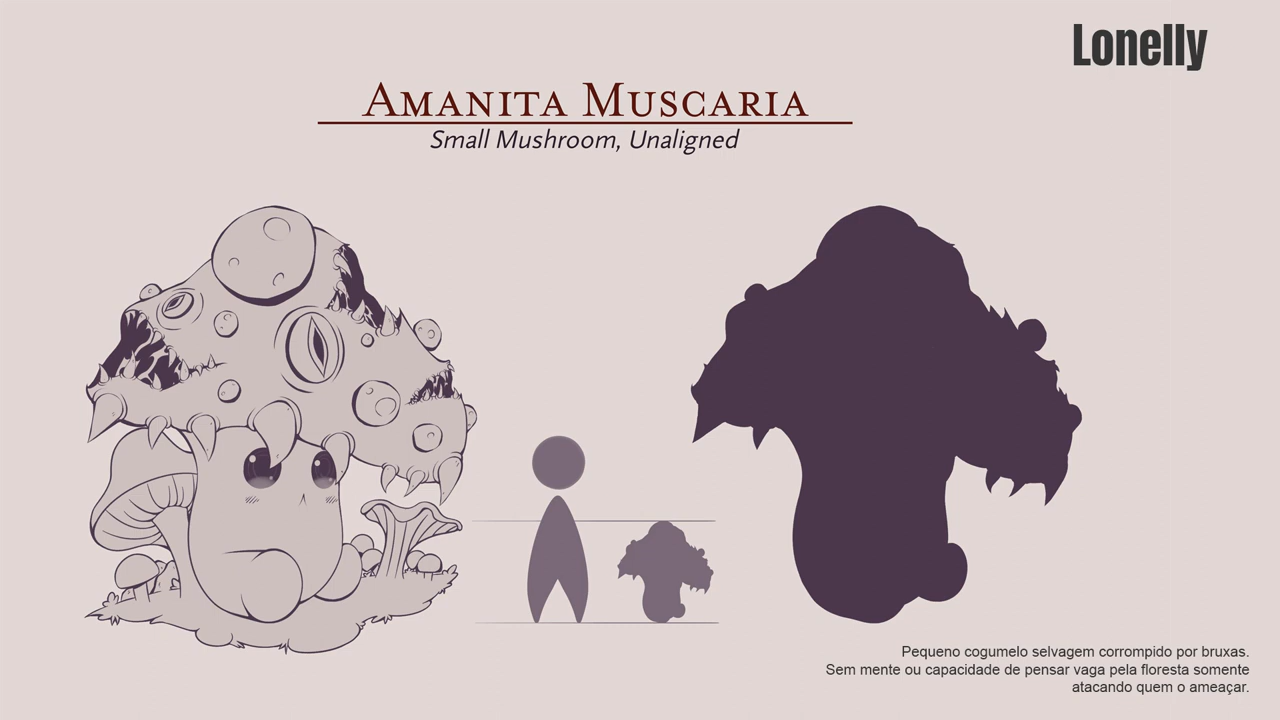 Lonelly
Amanita Muscaria
Small Mushroom, Unaligned
Pequeno cogumelo selvagem corrompido por bruxas.
Sem mente ou capacidade de pensar vaga pela floresta somente
atacando quem o ameaçar.